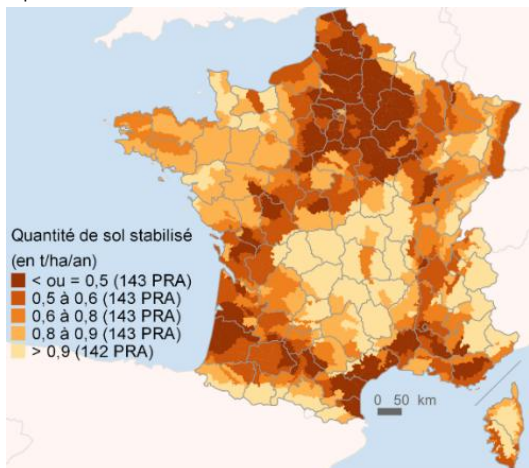 Quantité de sol stabilisé
(en t/ha/an)
< ou = 0,5 (143 PRA)
0,5 à 0,6 (143 PRA)
0,6 à 0,8 (143 PRA)
0,8 à 0,9 (143 PRA)
> 0,9 (142 PRA)
0 50 km